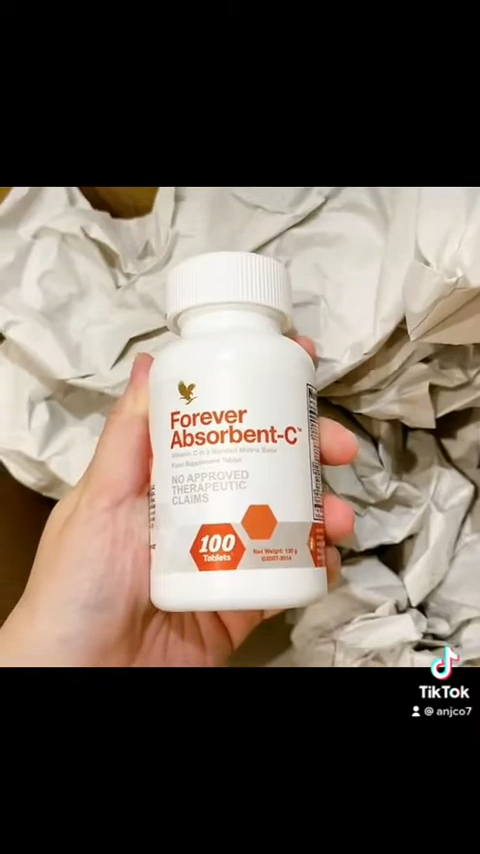 Forever
Absorbent-C™
Vitamin C in a Blended Matrix Base
Food Supplement Tablet
NO APPROVED
THERAPEUTIC
CLAIMS
100
Tablets
Net Weight: 130 g
TikTok
@ anjco7